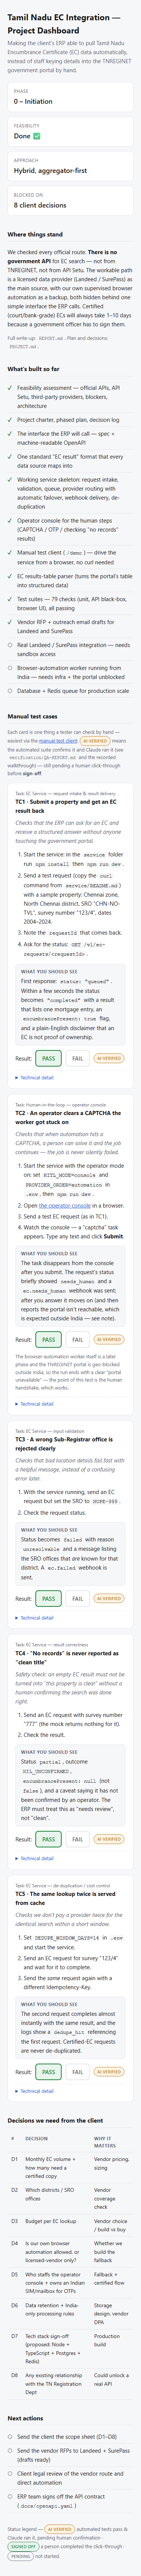 Tamil Nadu EC Integration —
Project Dashboard
Making the client's ERP able to pull Tamil Nadu
Encumbrance Certificate (EC) data automatically,
instead of staff keying details into the TNREGINET
government portal by hand.
PHASE
0 – Initiation
FEASIBILITY
Done ✅
APPROACH
Hybrid, aggregator-first
BLOCKED ON
8 client decisions
Where things stand
We checked every official route. There is no
government API for EC search — not from
TNREGINET, not from API Setu. The workable path
is a licensed data provider (Landeed / SurePass) as
the main source, with our own supervised browser
automation as a backup, both hidden behind one
simple interface the ERP calls. Certified
(court/bank-grade) ECs will always take 1–10 days
because a government officer has to sign them.
Full write-up: REPORT.md. Plan and decisions:
PROJECT.md.
What's built so far
✓ Feasibility assessment — official APIs, API
Setu, third-party providers, blockers,
architecture
✓ Project charter, phased plan, decision log
✓ The interface the ERP will call — spec +
machine-readable OpenAPI
✓ One standard "EC result" format that every
data source maps into
✓ Working service skeleton: request intake,
validation, queue, provider routing with
automatic failover, webhook delivery, de-
duplication
✓ Operator console for the human steps
(CAPTCHA / OTP / checking "no records"
results)
✓ Manual test client ( /demo ) — drive the
service from a browser, no curl needed
✓ EC results-table parser (turns the portal's table
into structured data)
✓ Test suites — 79 checks (unit, API black-box,
browser UI), all passing
✓ Vendor RFP + outreach email drafts for
Landeed and SurePass
○ Real Landeed / SurePass integration — needs
sandbox access
○ Browser-automation worker running from
India — needs infra + the portal unblocked
○ Database + Redis queue for production scale
Manual test cases
Each card is one thing a tester can check by hand —
easiest via the manual test client. AI VERIFIED means
the automated suite confirms it and Claude ran it (see
verification/QA-REPORT.md and the recorded
walkthrough) — still pending a human click-through
before sign-off.
Task: EC Service — request intake & result delivery
TC1 · Submit a property and get an EC
result back
Checks that the ERP can ask for an EC and
receive a structured answer without anyone
touching the government portal.
1. Start the service: in the service folder
run npm install then npm run dev.
2. Send a test request (copy the curl
command from service/README.md)
with a sample property: Chennai zone,
North Chennai district, SRO "CHN-NO-
TVL", survey number "123/4", dates
2004–2024.
3. Note the requestId that comes back.
4. Ask for the status: GET /v1/ec-
requests/<requestId>.
WHAT YOU SHOULD SEE
First response: status: "queued".
Within a few seconds the status
becomes "completed" with a result
that lists one mortgage entry, an
encumbrancePresent: true flag,
and a plain-English disclaimer that an
EC is not proof of ownership.
Result: PASS FAIL AI VERIFIED
▶ Technical detail
Task: Human-in-the-loop — operator console
TC2 · An operator clears a CAPTCHA the
worker got stuck on
Checks that when automation hits a
CAPTCHA, a person can solve it and the job
continues — the job is never silently failed.
1. Start the service with the operator mode
on: set HITL_MODE=console and
PROVIDER_ORDER=automation in
.env, then npm run dev.
2. Open the operator console in a browser.
3. Send a test EC request (as in TC1).
4. Watch the console — a "captcha" task
appears. Type any text and click Submit.
WHAT YOU SHOULD SEE
The task disappears from the console
after you submit. The request's status
briefly showed needs_human and a
ec.needs_human webhook was sent;
after you answer it moves on (and then
reports the portal isn't reachable, which
is expected outside India — see note).
Result: PASS FAIL AI VERIFIED
The browser automation worker itself is a later
phase and the TNREGINET portal is geo-blocked
outside India, so the run ends with a clear "portal
unavailable" — the point of this test is the human
handshake, which works.
▶ Technical detail
Task: EC Service — input validation
TC3 · A wrong Sub-Registrar office is
rejected clearly
Checks that bad location details fail fast with
a helpful message, instead of a confusing
error later.
1. With the service running, send an EC
request but set the SRO to NOPE-999.
2. Check the request status.
WHAT YOU SHOULD SEE
Status becomes failed with reason
unresolvable and a message listing
the SRO offices that are known for that
district. A ec.failed webhook is
sent.
Result: PASS FAIL AI VERIFIED
▶ Technical detail
Task: EC Service — result correctness
TC4 · "No records" is never reported as
"clean title"
Safety check: an empty EC result must not be
turned into "this property is clear" without a
human confirming the search was done
right.
1. Send an EC request with survey number
"777" (the mock returns nothing for it).
2. Check the result.
WHAT YOU SHOULD SEE
Status partial, outcome
NIL_UNCONFIRMED,
encumbrancePresent: null (not
false), and a caveat saying it has not
been confirmed by an operator. The
ERP must treat this as "needs review",
not "clean".
Result: PASS FAIL AI VERIFIED
▶ Technical detail
Task: EC Service — de-duplication / cost control
TC5 · The same lookup twice is served
from cache
Checks we don't pay a provider twice for the
identical search within a short window.
1. Set DEDUPE_WINDOW_DAYS=14 in .env
and start the service.
2. Send an EC request for survey "123/4"
and wait for it to complete.
3. Send the same request again with a
different Idempotency-Key.
WHAT YOU SHOULD SEE
The second request completes almost
instantly with the same result, and the
logs show a dedupe_hit referencing
the first request. Certified-EC requests
are never de-duplicated.
Result: PASS FAIL AI VERIFIED
▶ Technical detail
Decisions we need from the client
# DECISION WHY IT MATTERS
D1 Monthly EC volume + how many need a certified copy Vendor pricing, sizing
D2 Which districts / SRO offices Vendor coverage check
D3 Budget per EC lookup Vendor choice / build vs buy
D4 Is our own browser automation allowed, or licensed-vendor only? Whether we build the fallback
D5 Who staffs the operator console + owns an Indian SIM/mailbox for OTPs Fallback + certified flow
D6 Data retention + India-only processing rules Storage design, vendor DPA
D7 Tech stack sign-off (proposed: Node + TypeScript + Postgres + Redis) Production build
D8 Any existing relationship with the TN Registration Dept Could unlock a real API
Next actions
○ Send the client the scope sheet (D1–D8)
○ Send the vendor RFPs to Landeed + SurePass
(drafts ready)
○ Client legal review of the vendor route and
direct automation
○ ERP team signs off the API contract
( docs/openapi.yaml )
Status legend — AI VERIFIED automated tests pass &
Claude ran it, pending human confirmation ·
SIGNED OFF a person completed the click-through ·
PENDING not started.